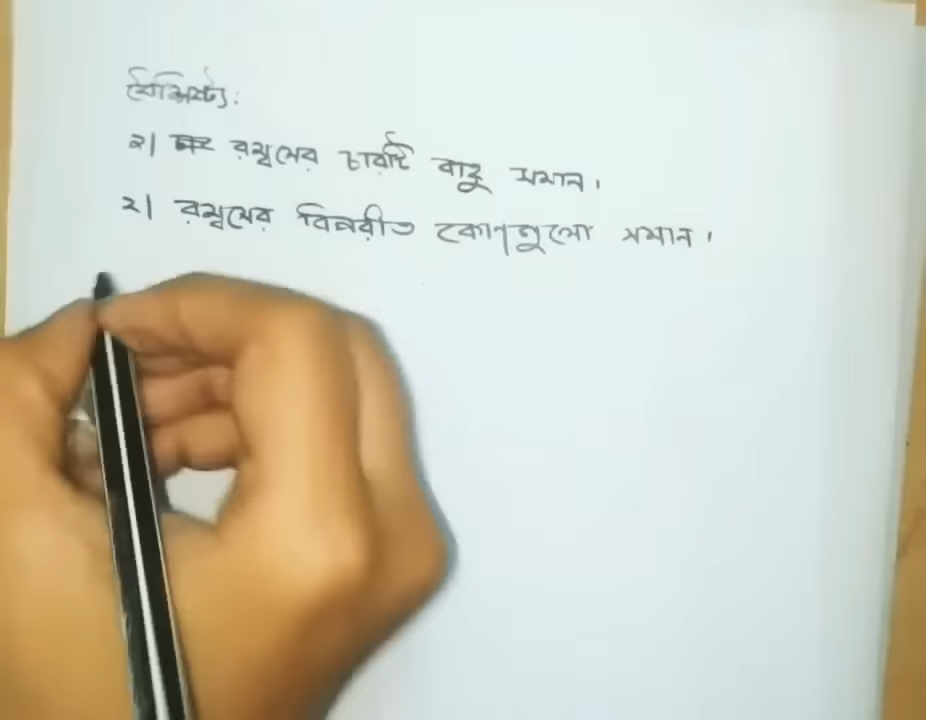 বৈশিষ্ট্য:
১। রম্বসের চারটি বাহু সমান।
২। রম্বসের বিপরীত কোণগুলো সমান।